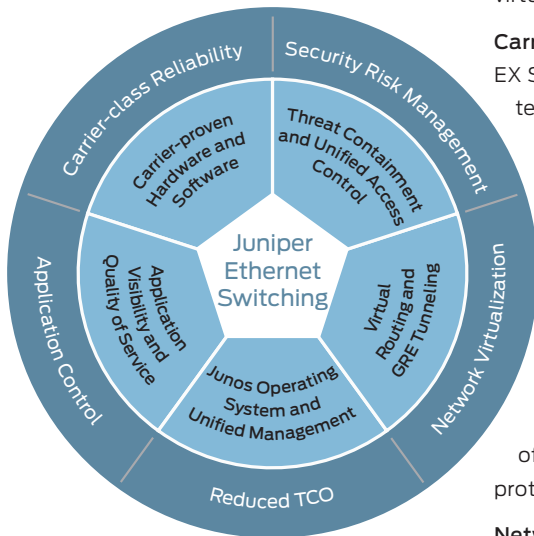 Carrier-class Reliability
Security Risk Management
Network Virtualization
Reduced TCO
Application Control
Carrier-proven
Hardware and
Software
Threat Containment
and Unified Access
Control
Virtual
Routing and
GRE Tunneling
Junos Operating
System and
Unified Management
Application
Visibility and
Quality of Service
Juniper
Ethernet
Switching
Carr
EX S
te
of
prot